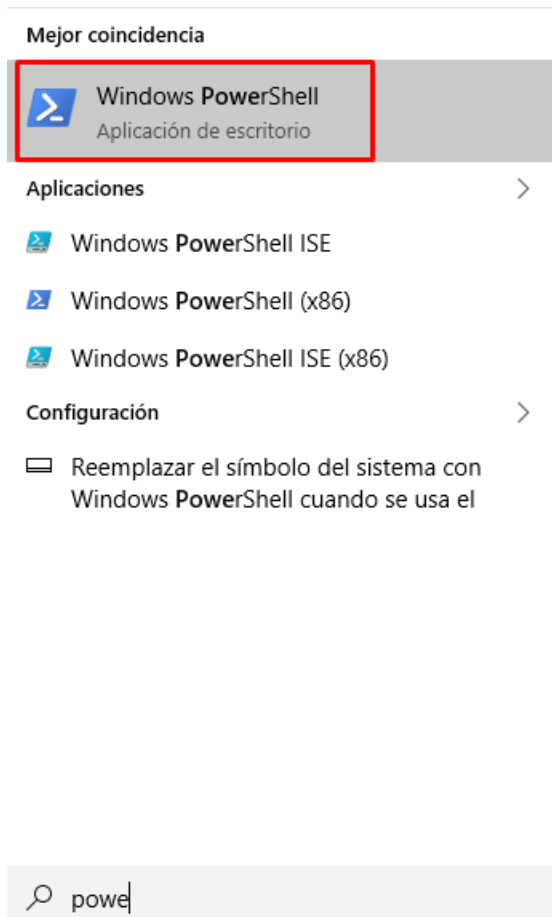 Mejor coincidencia
Windows PowerShell
Aplicación de escritorio
Aplicaciones
Windows PowerShell ISE
Windows PowerShell (x86)
Windows PowerShell ISE (x86)
Configuración
Reemplazar el símbolo del sistema con
Windows PowerShell cuando se usa el
powe